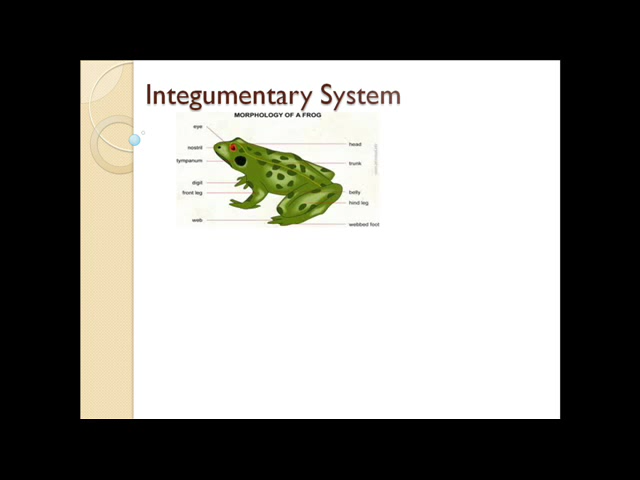 Integumentary System
MORPHOLOGY OF A FROG
eye
nostril
tympanum
digit
front leg
web
head
trunk
belly
hind leg
webbed foot